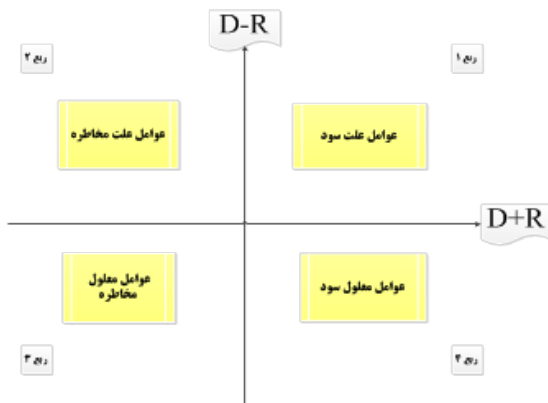 D-R
ربع ۱
ربع ۲
عوامل علت سود
عوامل علت مخاطره
D+R
عوامل معلول سود
عوامل معلول
مخاطره
ربع ۴
ربع ۳